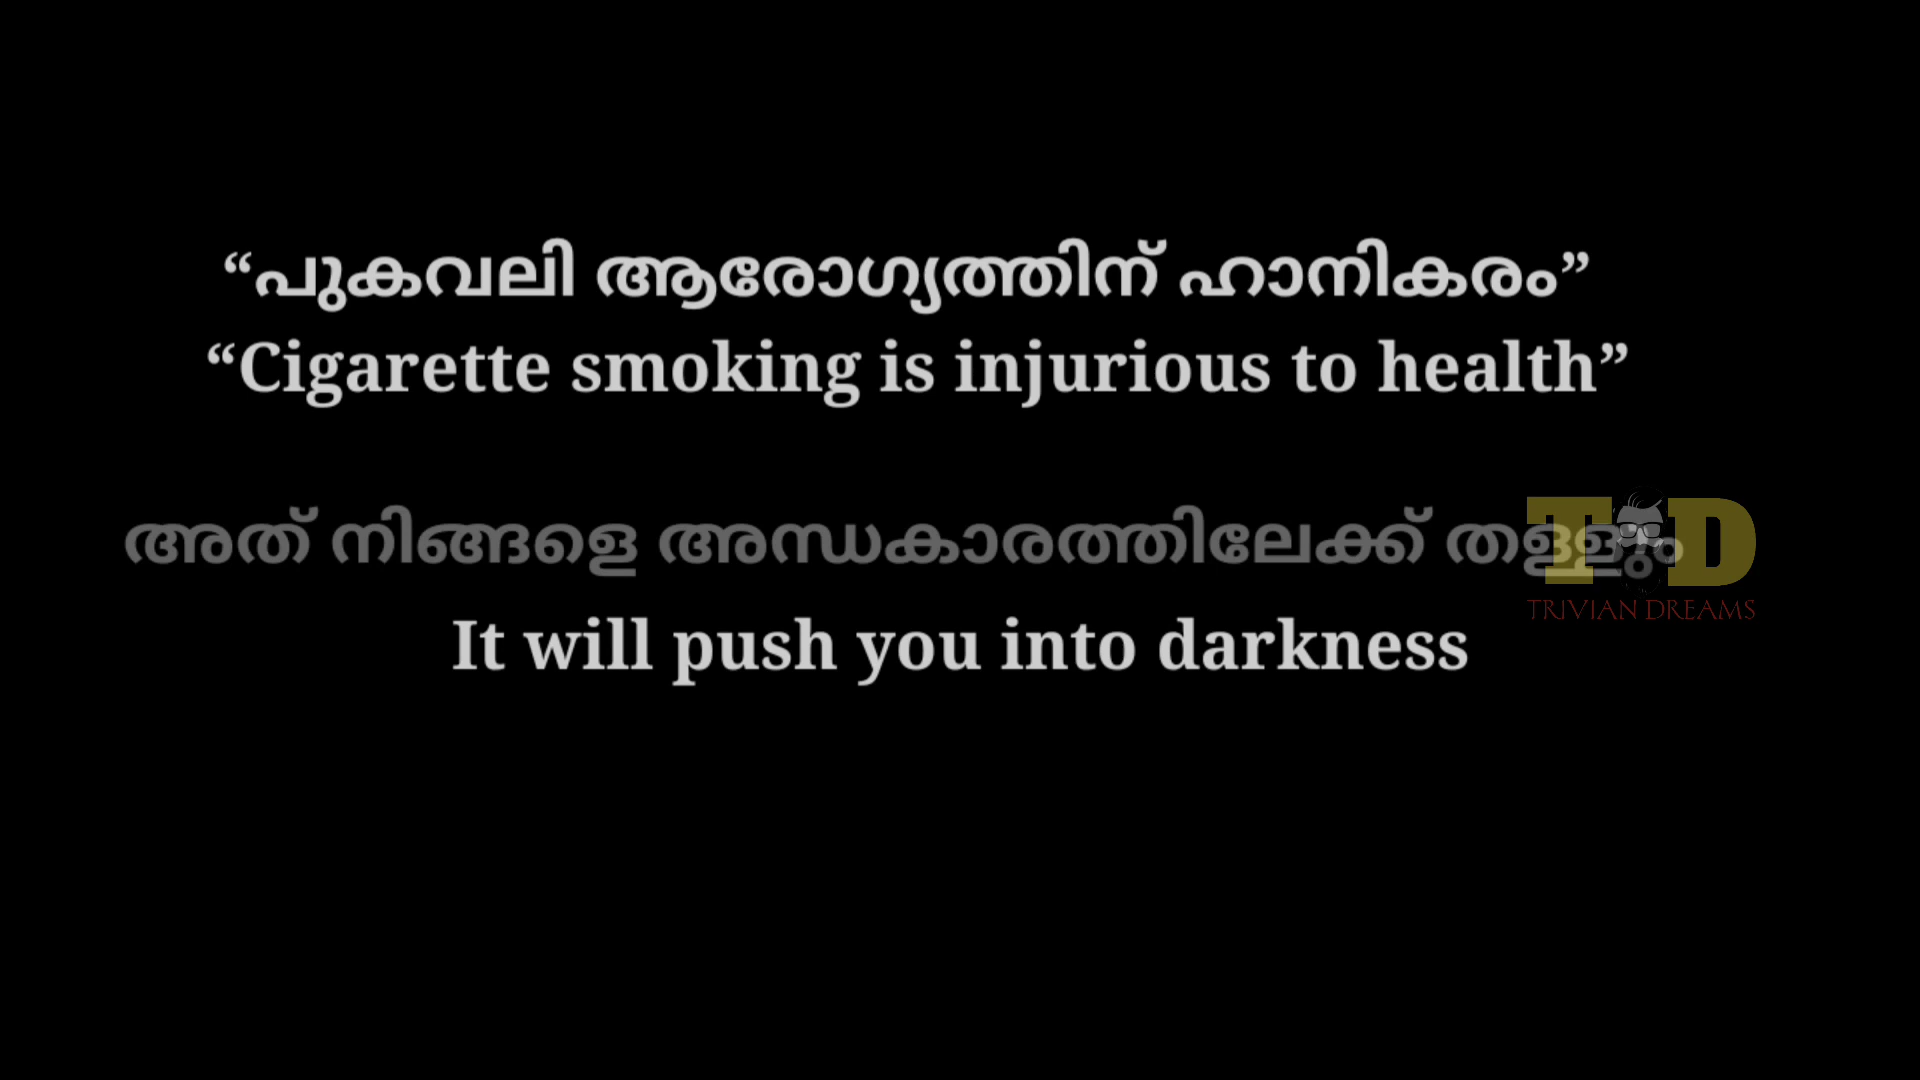 “പുകവലി ആരോഗ്യത്തിന് ഹാനികരം”
“Cigarette smoking is injurious to health”
അത് നിങ്ങളെ അന്ധകാരത്തിലേക്ക് തള്ളും
T D
TRIVIAN DREAMS
It will push you into darkness